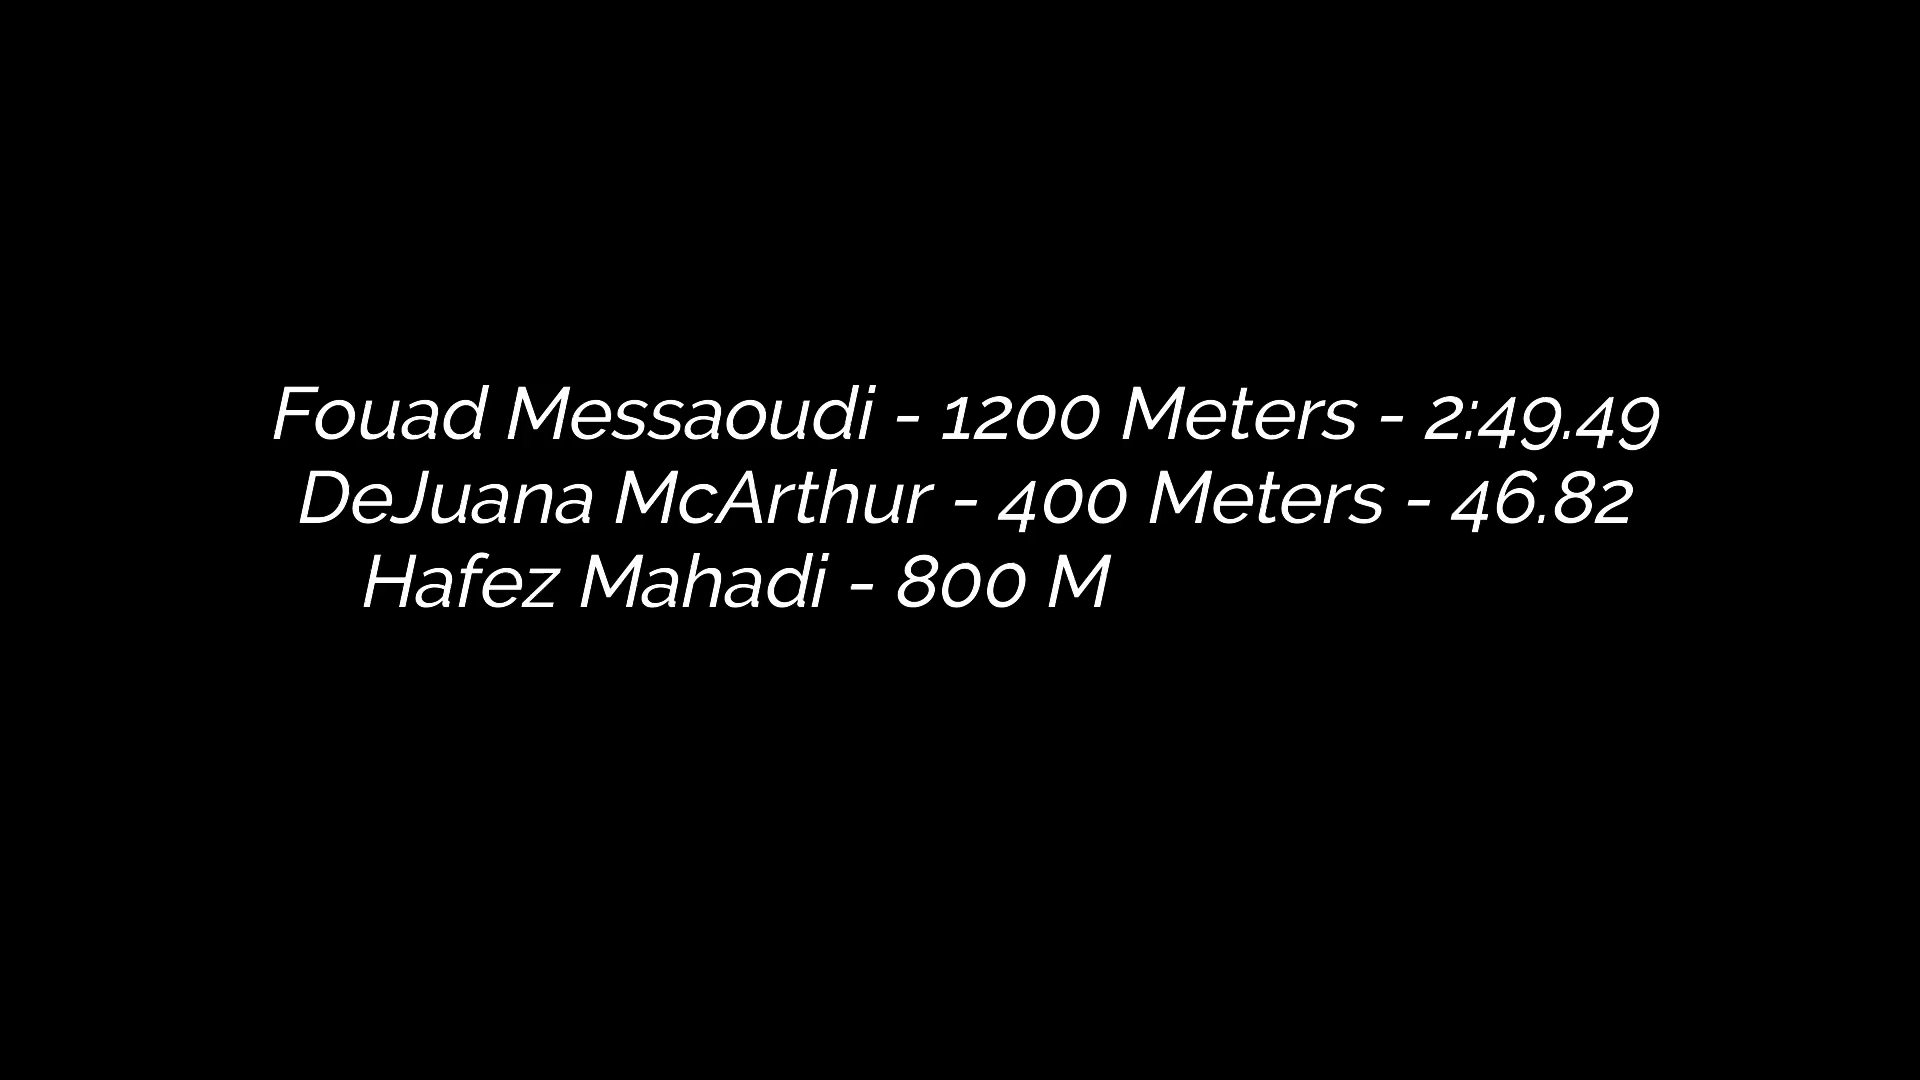 Fouad Messaoudi - 1200 Meters - 2:49.49
DeJuana McArthur - 400 Meters - 46.82
Hafez Mahadi - 800 M